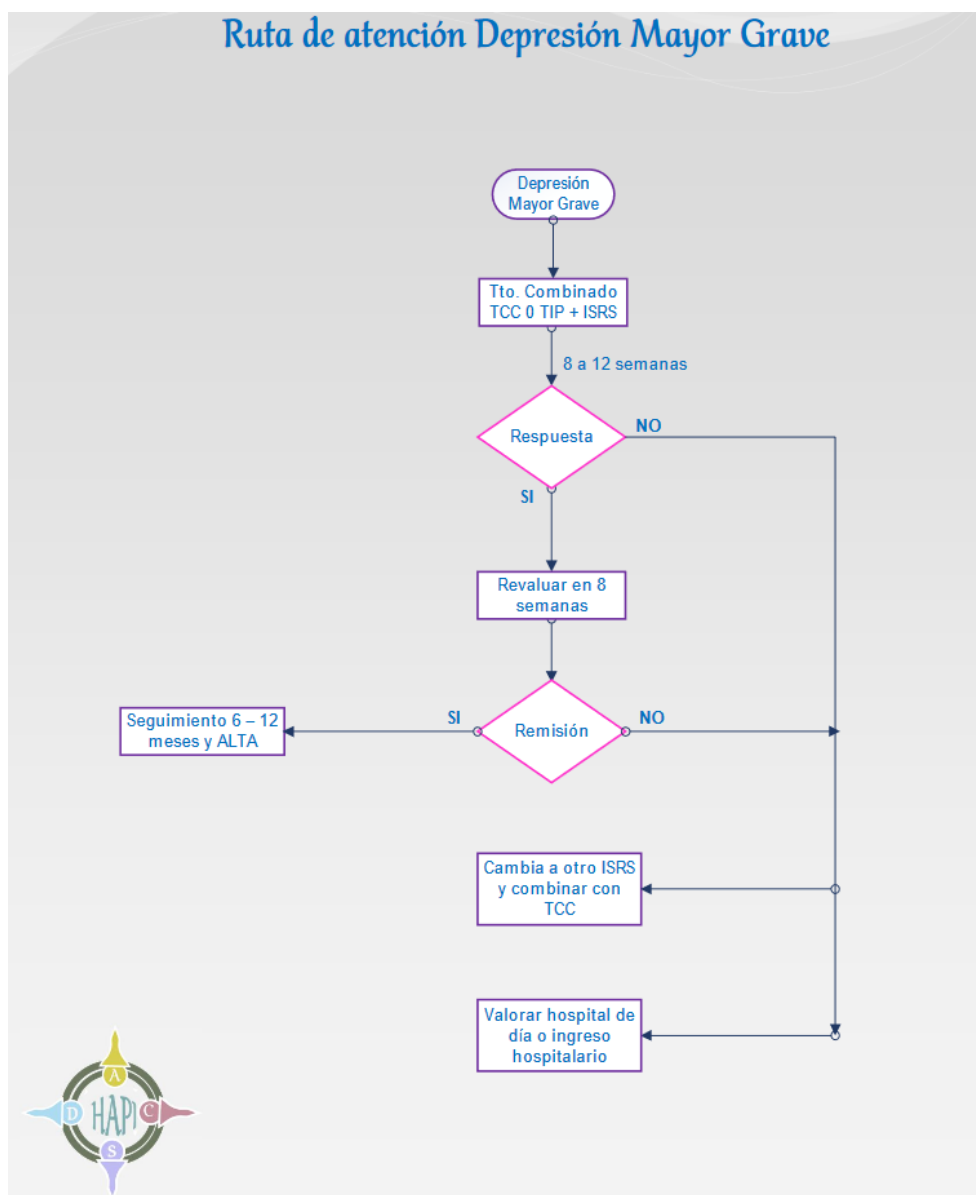 Ruta de atención Depresión Mayor Grave
Depresión
Mayor Grave
Tto. Combinado
TCC 0 TIP + ISRS
8 a 12 semanas
Respuesta
NO
SI
Revaluar en 8
semanas
Seguimiento 6 – 12
meses y ALTA
SI
Remisión
NO
Cambia a otro ISRS
y combinar con
TCC
Valorar hospital de
día o ingreso
hospitalario
A
D
HAPI
C
S